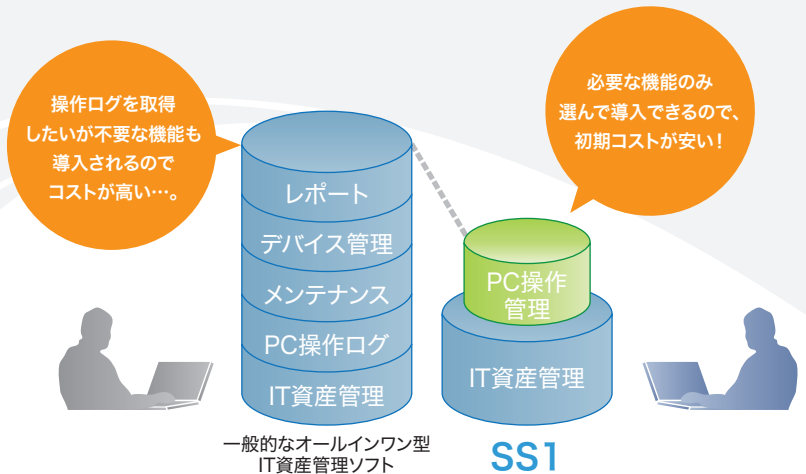 操作ログを取得
したいが不要な機能も
導入されるので
コストが高い…。
必要な機能のみ
選んで導入できるので、
初期コストが安い!
レポート
デバイス管理
メンテナンス
PC操作ログ
IT資産管理
PC操作
管理
IT資産管理
一般的なオールインワン型
IT資産管理ソフト
SS1